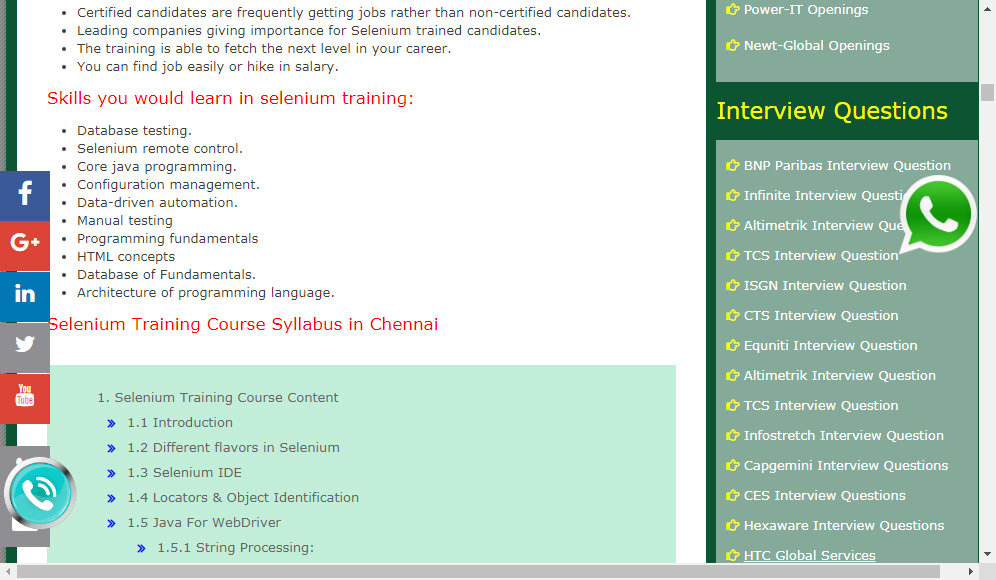 Certified candidates are frequently getting jobs rather than non-certified candidates.
Leading companies giving importance for Selenium trained candidates.
The training is able to fetch the next level in your career.
You can find job easily or hike in salary.
Skills you would learn in selenium training:
Database testing.
Selenium remote control.
Core java programming.
Configuration management.
Data-driven automation.
Manual testing
Programming fundamentals
HTML concepts
Database of Fundamentals.
Architecture of programming language.
Selenium Training Course Syllabus in Chennai
1. Selenium Training Course Content
1.1 Introduction
1.2 Different flavors in Selenium
1.3 Selenium IDE
1.4 Locators & Object Identification
1.5 Java For WebDriver
1.5.1 String Processing:
f
G+
in
You
Tube
Power-IT Openings
Newt-Global Openings
Interview Questions
BNP Paribas Interview Question
Infinite Interview
Altimetrik Interview
TCS Interview Question
ISGN Interview Question
CTS Interview Question
Equniti Interview Question
Altimetrik Interview Question
TCS Interview Question
Infostretch Interview Question
Capgemini Interview Questions
CES Interview Questions
Hexaware Interview Questions
HTC Global Services